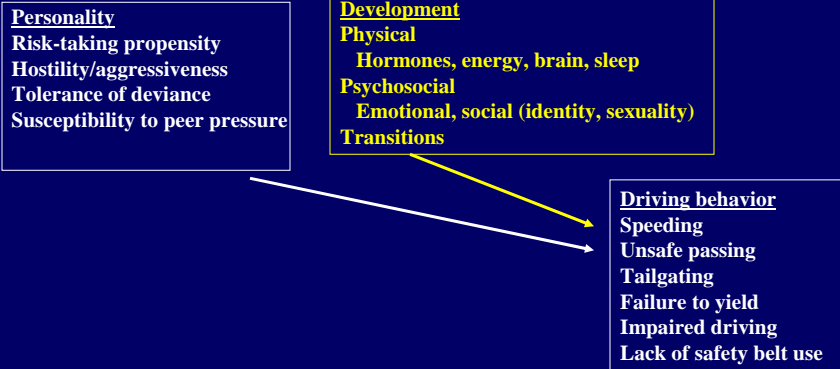 Personality
Risk-taking propensity
Hostility/aggressiveness
Tolerance of deviance
Susceptibility to peer pressure
Development
Physical
Hormones, energy, brain, sleep
Psychosocial
Emotional, social (identity, sexuality)
Transitions
Driving behavior
Speeding
Unsafe passing
Tailgating
Failure to yield
Impaired driving
Lack of safety belt use